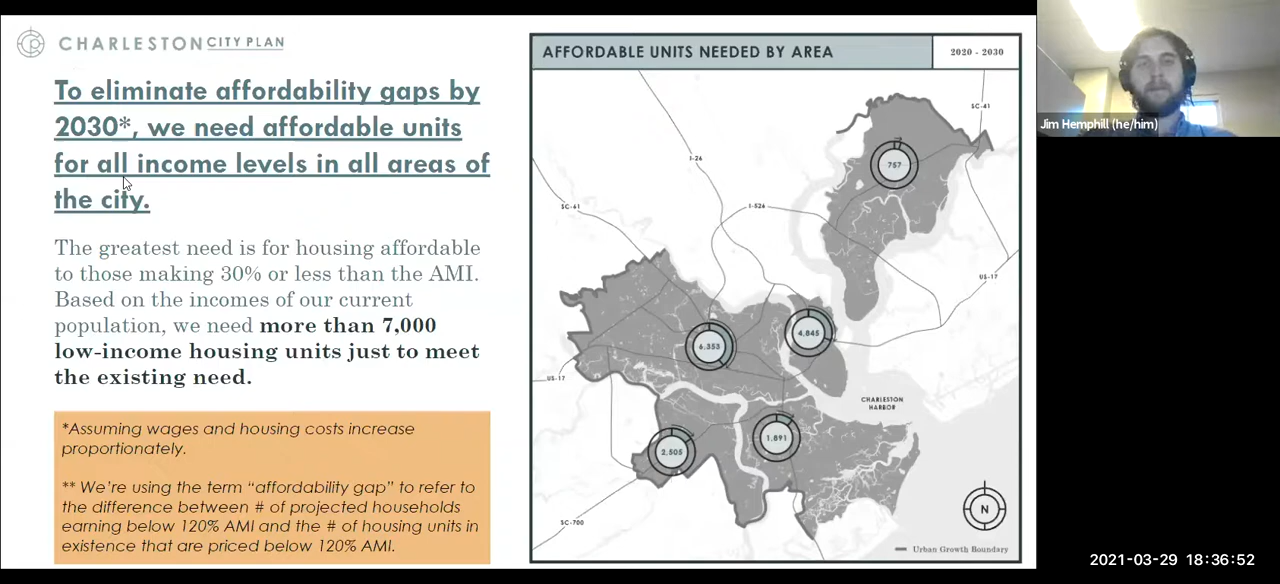 CHARLESTON CITY PLAN
To eliminate affordability gaps by
2030*, we need affordable units
for all income levels in all areas of
the city.
The greatest need is for housing affordable
to those making 30% or less than the AMI.
Based on the incomes of our current
population, we need more than 7,000
low-income housing units just to meet
the existing need.
*Assuming wages and housing costs increase
proportionately.
** We're using the term "affordability gap" to refer to
the difference between # of projected households
earning below 120% AMI and the # of housing units in
existence that are priced below 120% AMI.
AFFORDABLE UNITS NEEDED BY AREA
2020 - 2030
SC-41
I-26
757
SC-61
I-526
US-17
6,353
4,845
US-17
CHARLESTON
HARBOR
1,891
2,505
SC-700
N
Urban Growth Boundary
Jim Hemphill (he/him)
2021-03-29 18:36:52